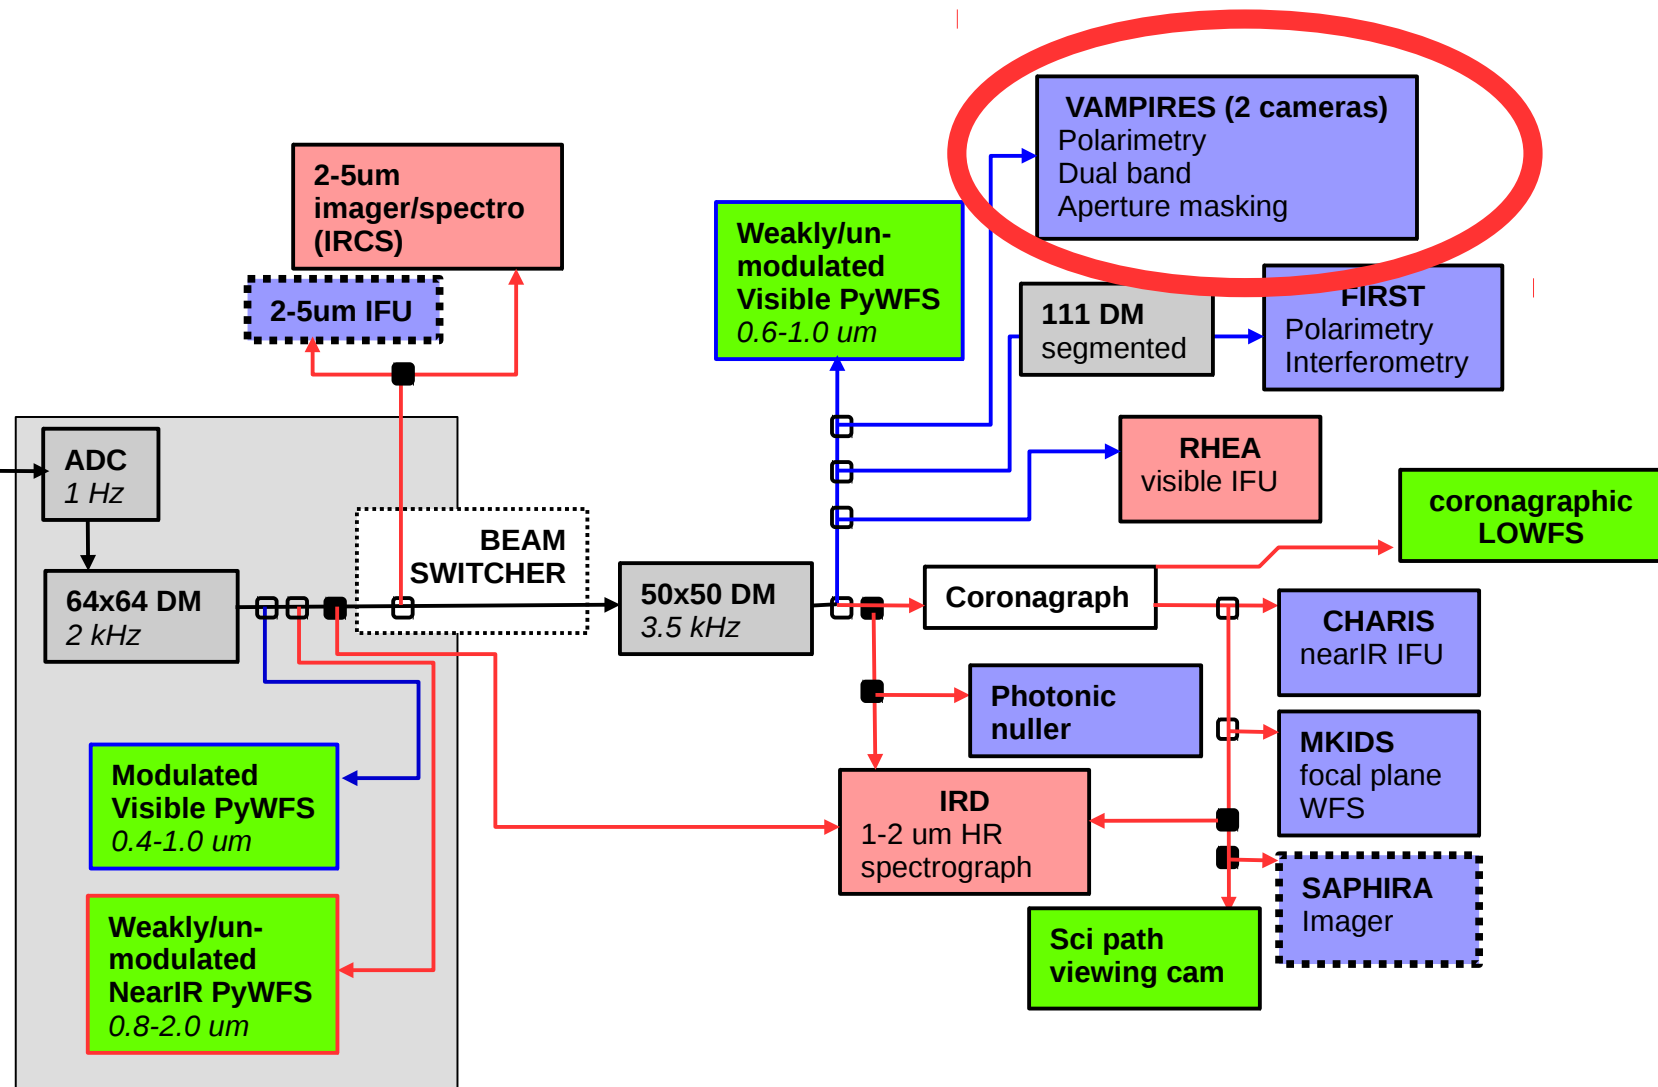 VAMPIRES (2 cameras)
Polarimetry
Dual band
Aperture masking
2-5um
imager/spectro
(IRCS)
2-5um IFU
Weakly/un-
modulated
Visible PyWFS
0.6-1.0 um
111 DM
segmented
FIRST
Polarimetry
Interferometry
ADC
1 Hz
RHEA
visible IFU
coronagraphic
LOWFS
BEAM
SWITCHER
64x64 DM
2 kHz
50x50 DM
3.5 kHz
Coronagraph
CHARIS
nearIR IFU
Photonic
nuller
MKIDS
focal plane
WFS
Modulated
Visible PyWFS
0.4-1.0 um
IRD
1-2 um HR
spectrograph
SAPHIRA
Imager
Weakly/un-
modulated
NearIR PyWFS
0.8-2.0 um
Sci path
viewing cam